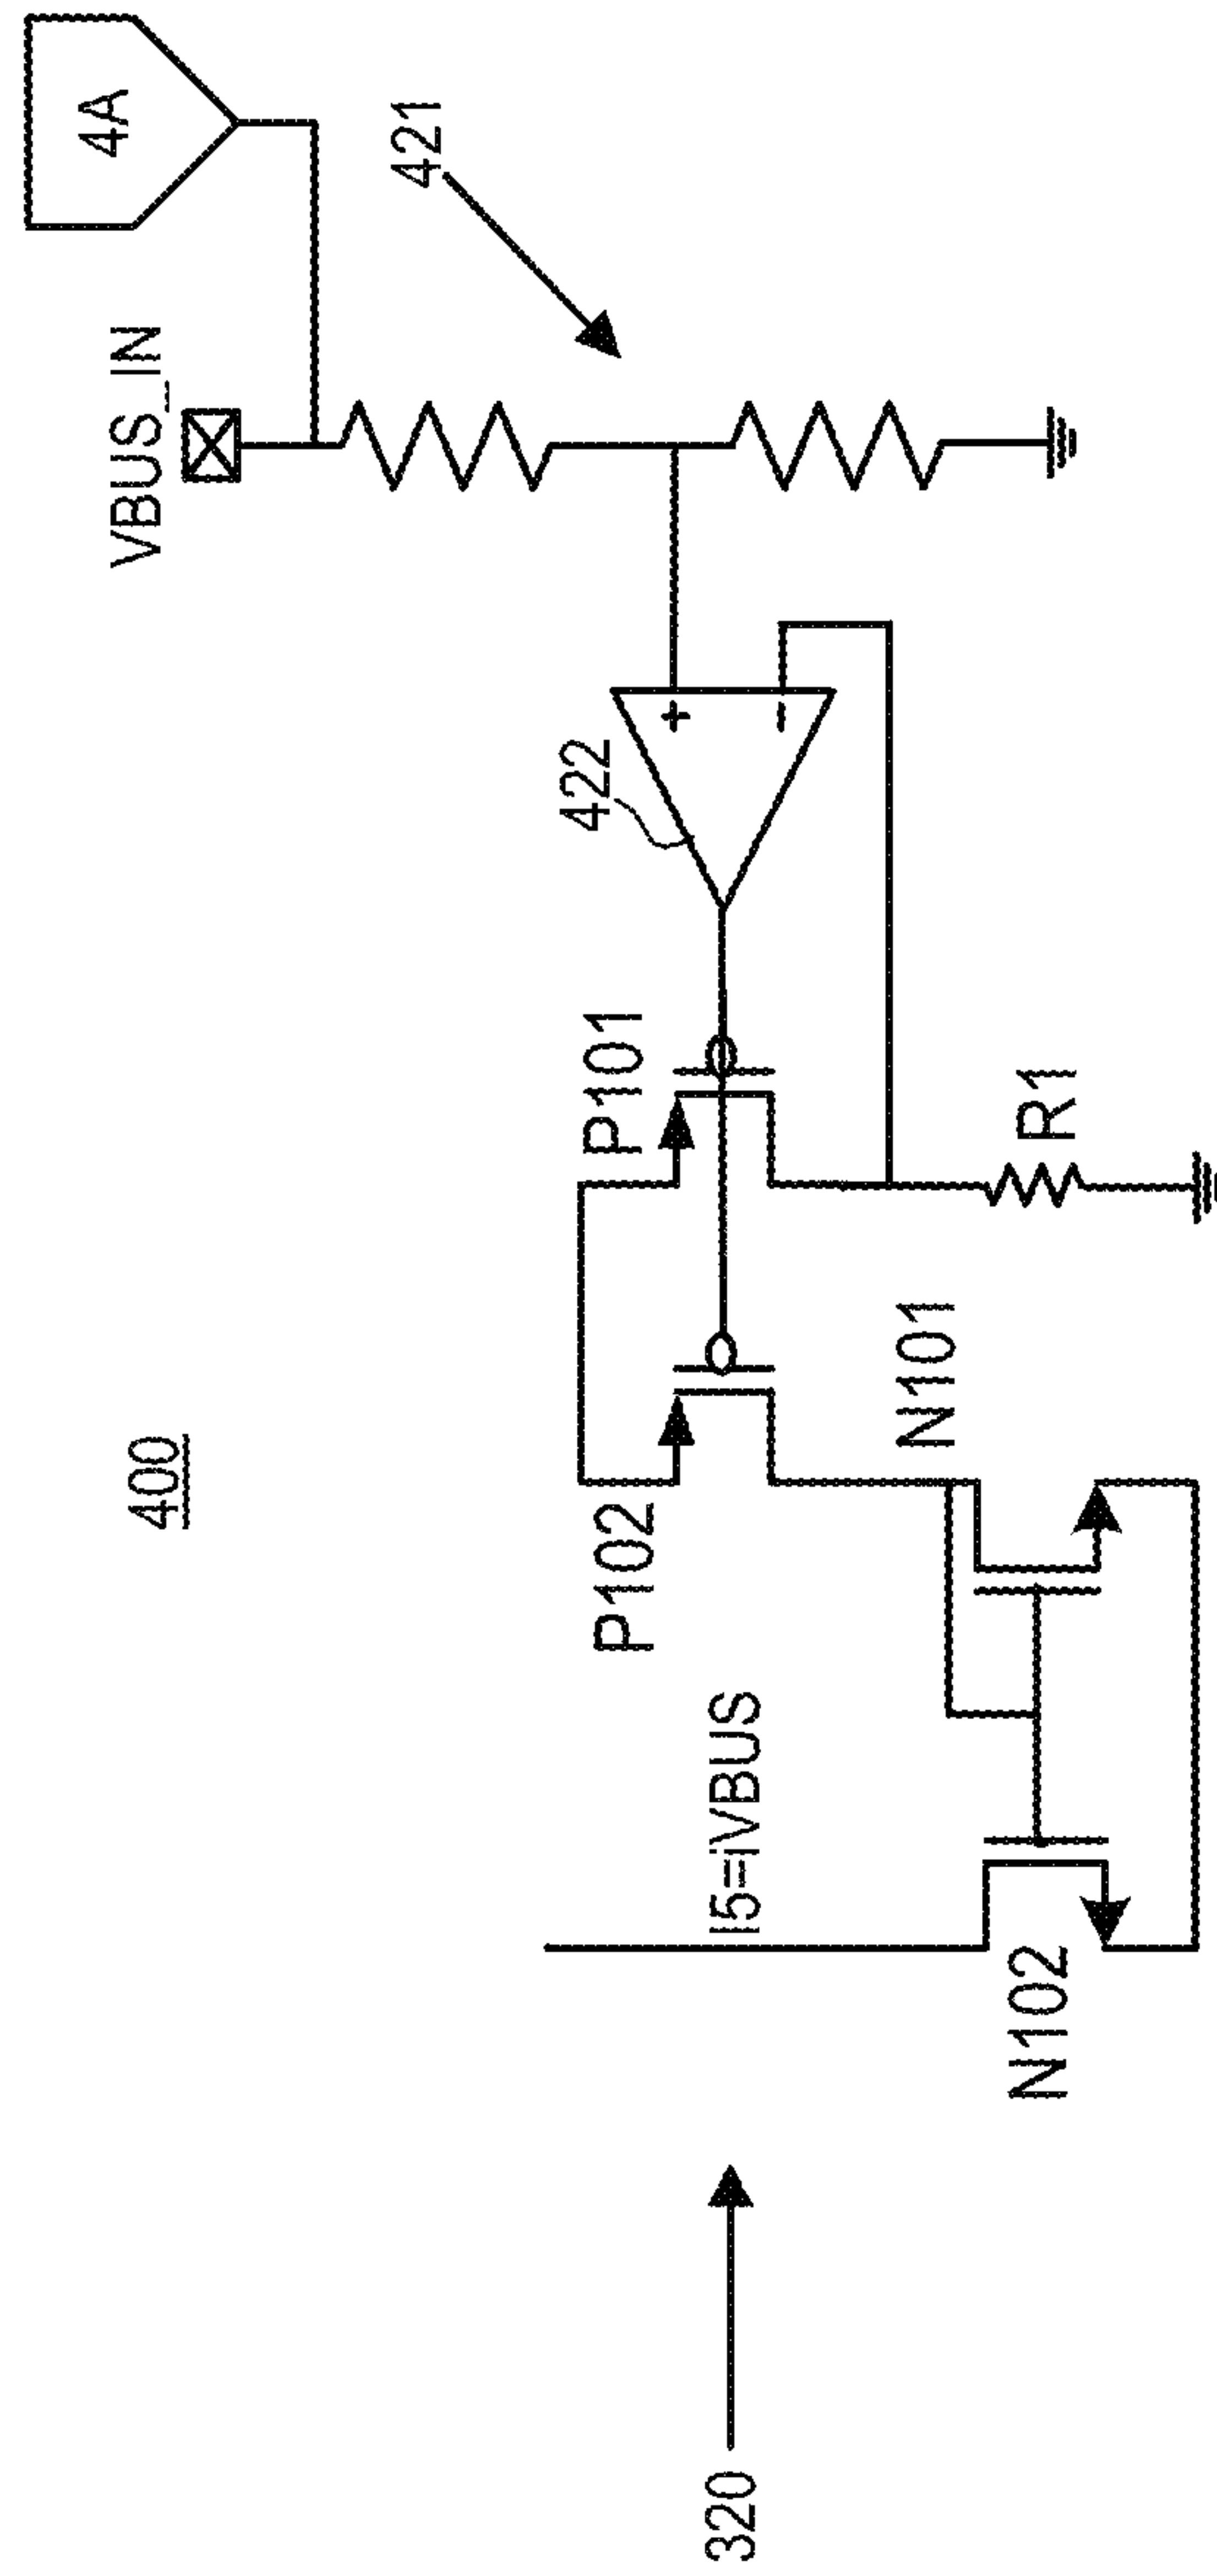 400
4A
VBUS_IN
421
422
P102
P101
I5=iVBUS
N101
N102
R1
320
+
-